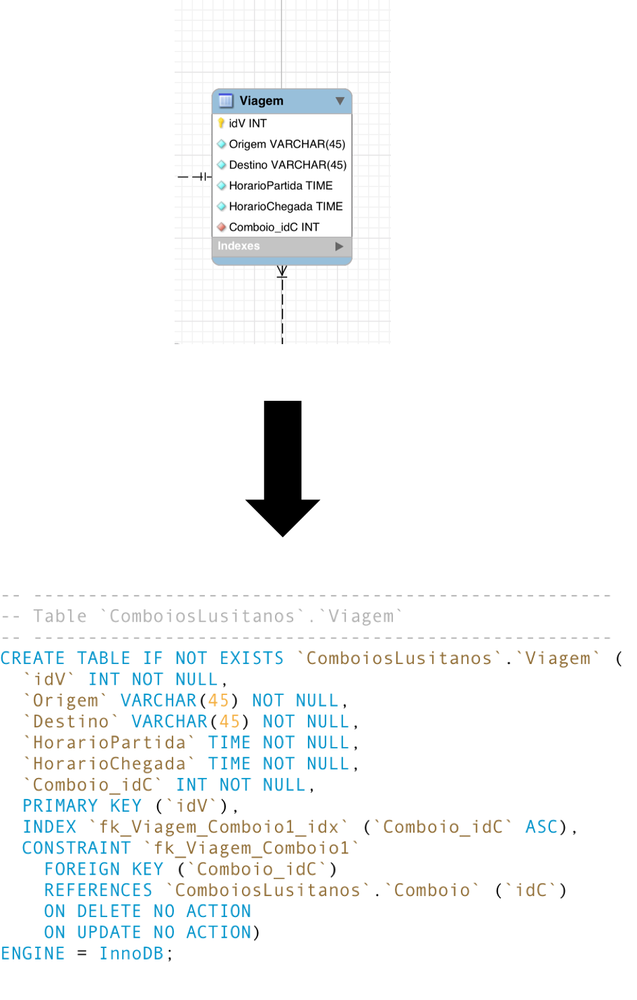 Viagem
idV INT
Origem VARCHAR(45)
Destino VARCHAR(45)
HorarioPartida TIME
HorarioChegada TIME
Comboio_idC INT
Indexes
-- -----------------------------------------------------
-- Table `ComboiosLusitanos`.`Viagem`
-- -----------------------------------------------------
CREATE TABLE IF NOT EXISTS `ComboiosLusitanos`.`Viagem` (
  `idV` INT NOT NULL,
  `Origem` VARCHAR(45) NOT NULL,
  `Destino` VARCHAR(45) NOT NULL,
  `HorarioPartida` TIME NOT NULL,
  `HorarioChegada` TIME NOT NULL,
  `Comboio_idC` INT NOT NULL,
  PRIMARY KEY (`idV`),
  INDEX `fk_Viagem_Comboio1_idx` (`Comboio_idC` ASC),
  CONSTRAINT `fk_Viagem_Comboio1`
    FOREIGN KEY (`Comboio_idC`)
    REFERENCES `ComboiosLusitanos`.`Comboio` (`idC`)
    ON DELETE NO ACTION
    ON UPDATE NO ACTION)
ENGINE = InnoDB;